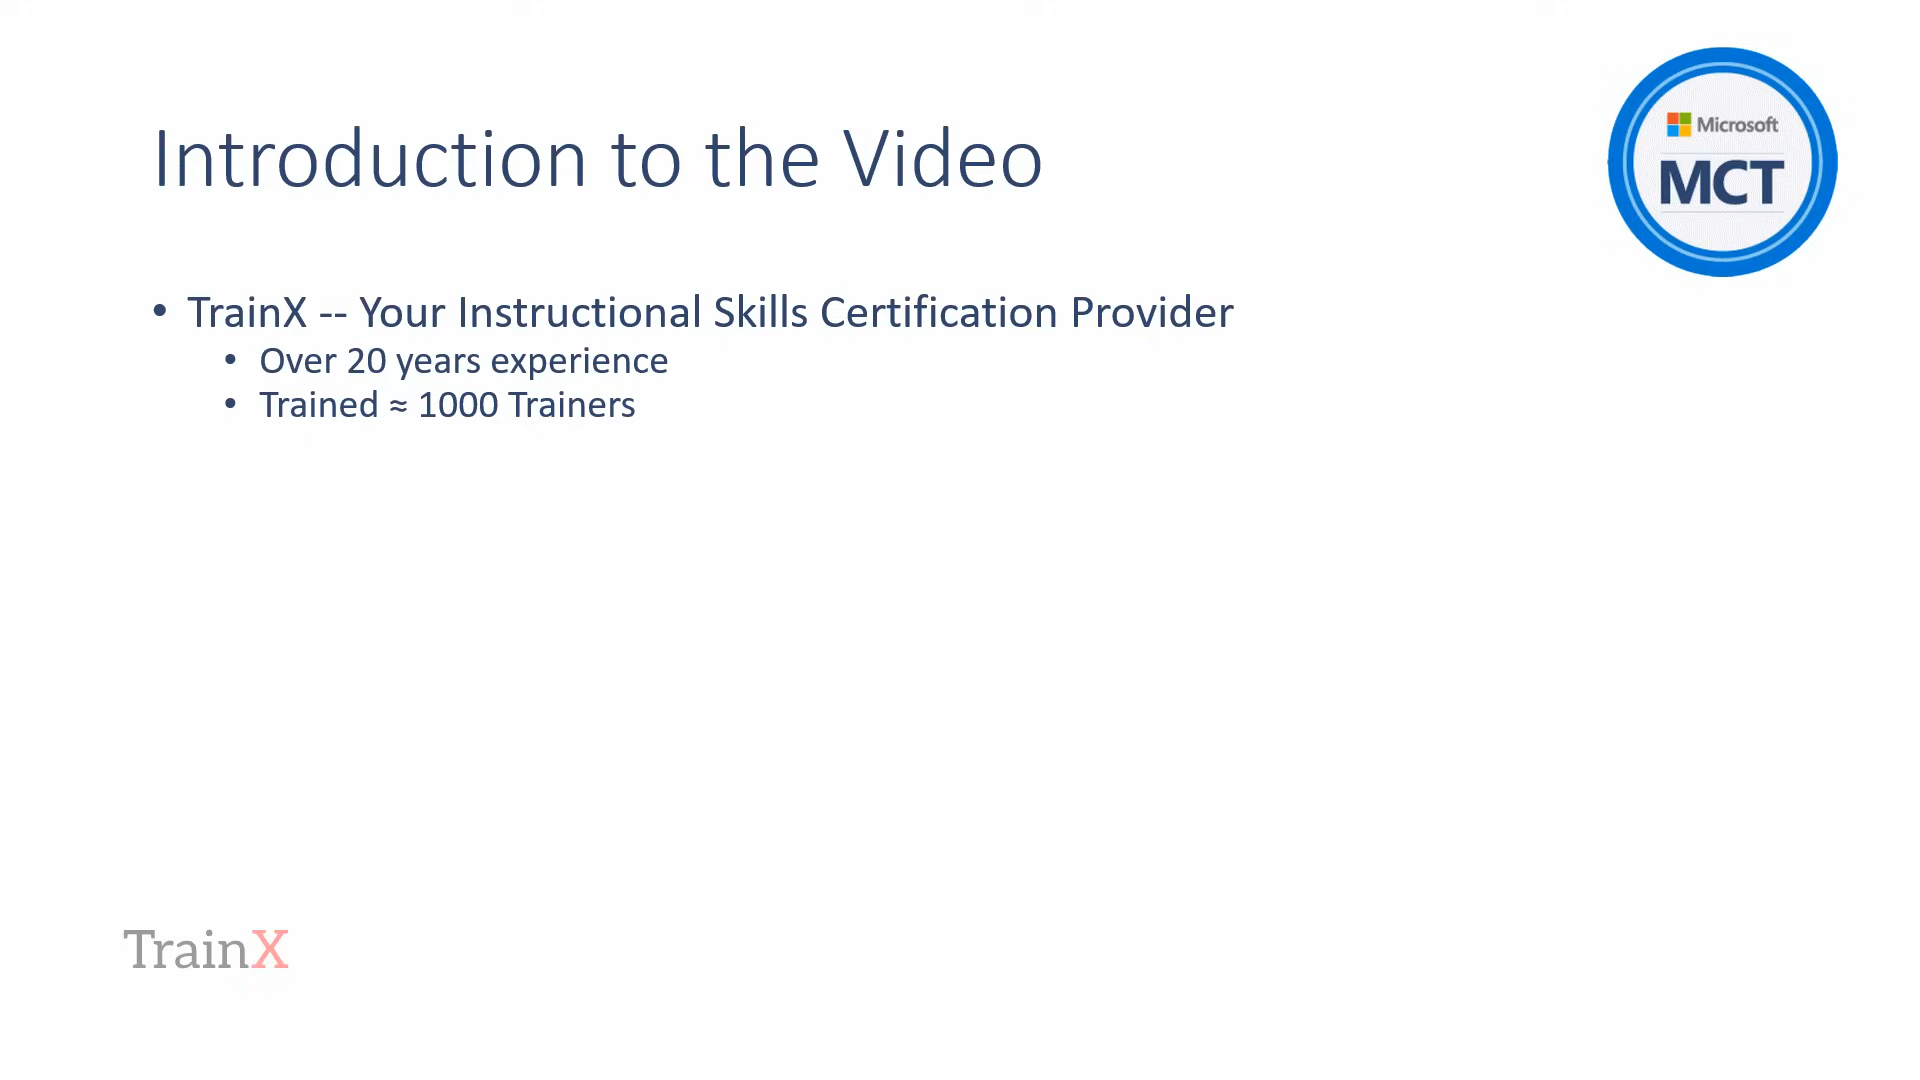 Introduction to the Video
Microsoft
MCT
• TrainX -- Your Instructional Skills Certification Provider
• Over 20 years experience
• Trained ≈ 1000 Trainers
TrainX